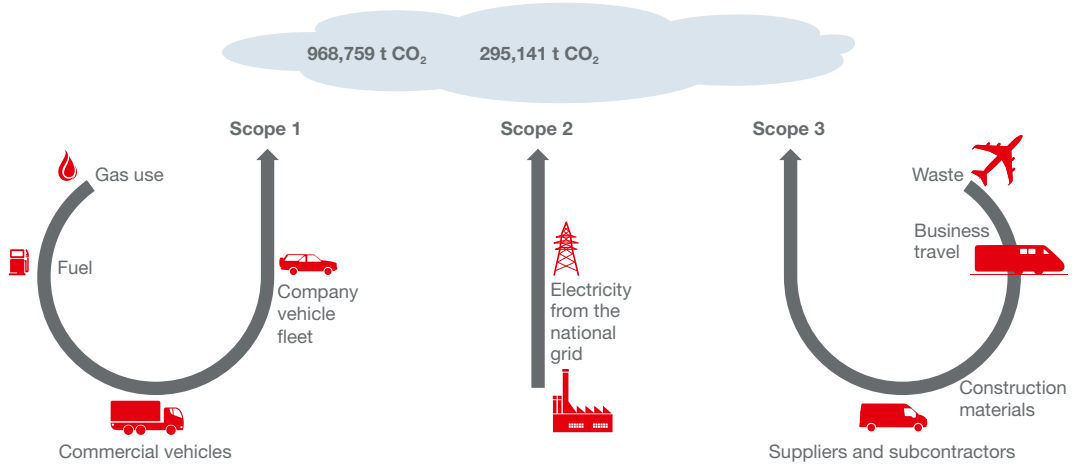 968,759 t CO₂
295,141 t CO₂
Scope 1
Scope 2
Scope 3
Gas use
Fuel
Commercial vehicles
Company
vehicle
fleet
Electricity
from the
national
grid
Waste
Business
travel
Construction
materials
Suppliers and subcontractors